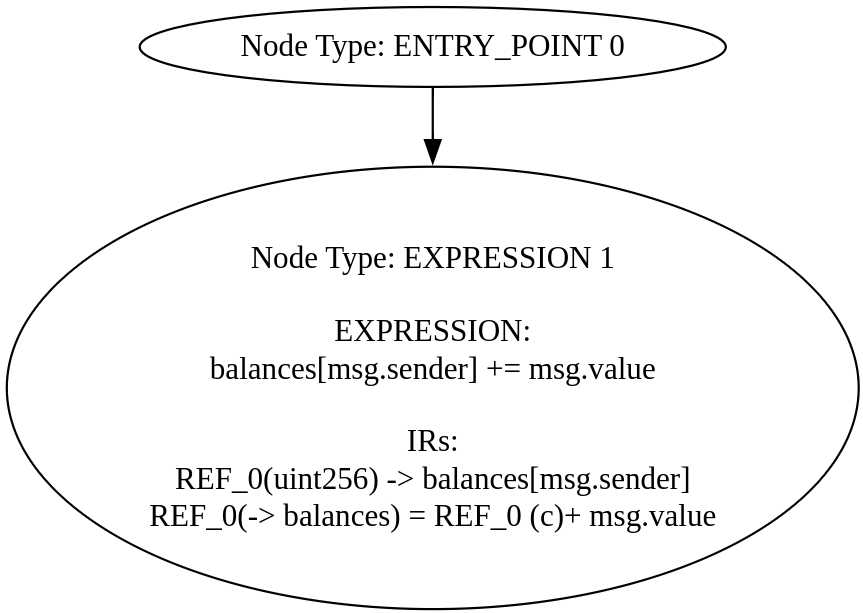 Node Type: ENTRY_POINT 0
Node Type: EXPRESSION 1
EXPRESSION:
balances[msg.sender] += msg.value
IRs:
REF_0(uint256) -> balances[msg.sender]
REF_0(-> balances) = REF_0 (c)+ msg.value